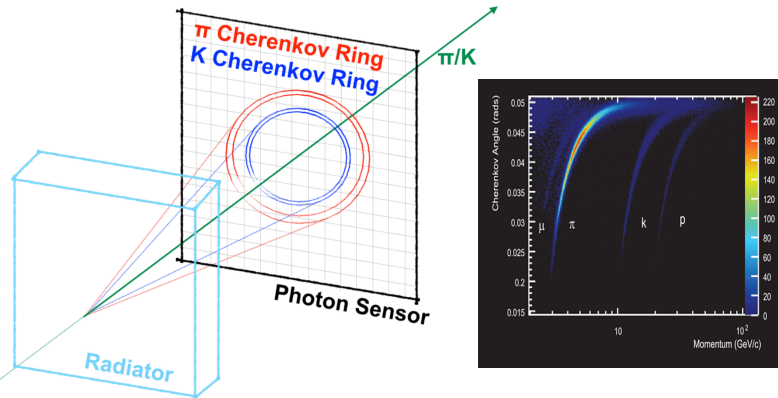 π Cherenkov Ring
K Cherenkov Ring
π/K
Photon Sensor
Radiator
Cherenkov Angle (rads)
0.05
0.045
0.04
0.035
0.03
0.025
0.2
0.015
μ
π
k
p
10
10²
Momentum (GeV/c)
220
200
180
160
140
120
100
80
60
40
20
0